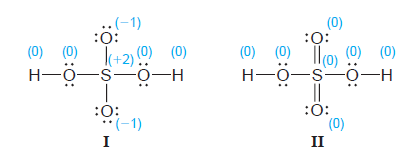 (−1) (0)
:Ö: :O:
(0) (0) (+2) (0) (0) (0) (0) (0) (0) (0)
H—Ö—S—Ö—H H—Ö—S—Ö—H
:O: :O:
(−1) (0)
I II